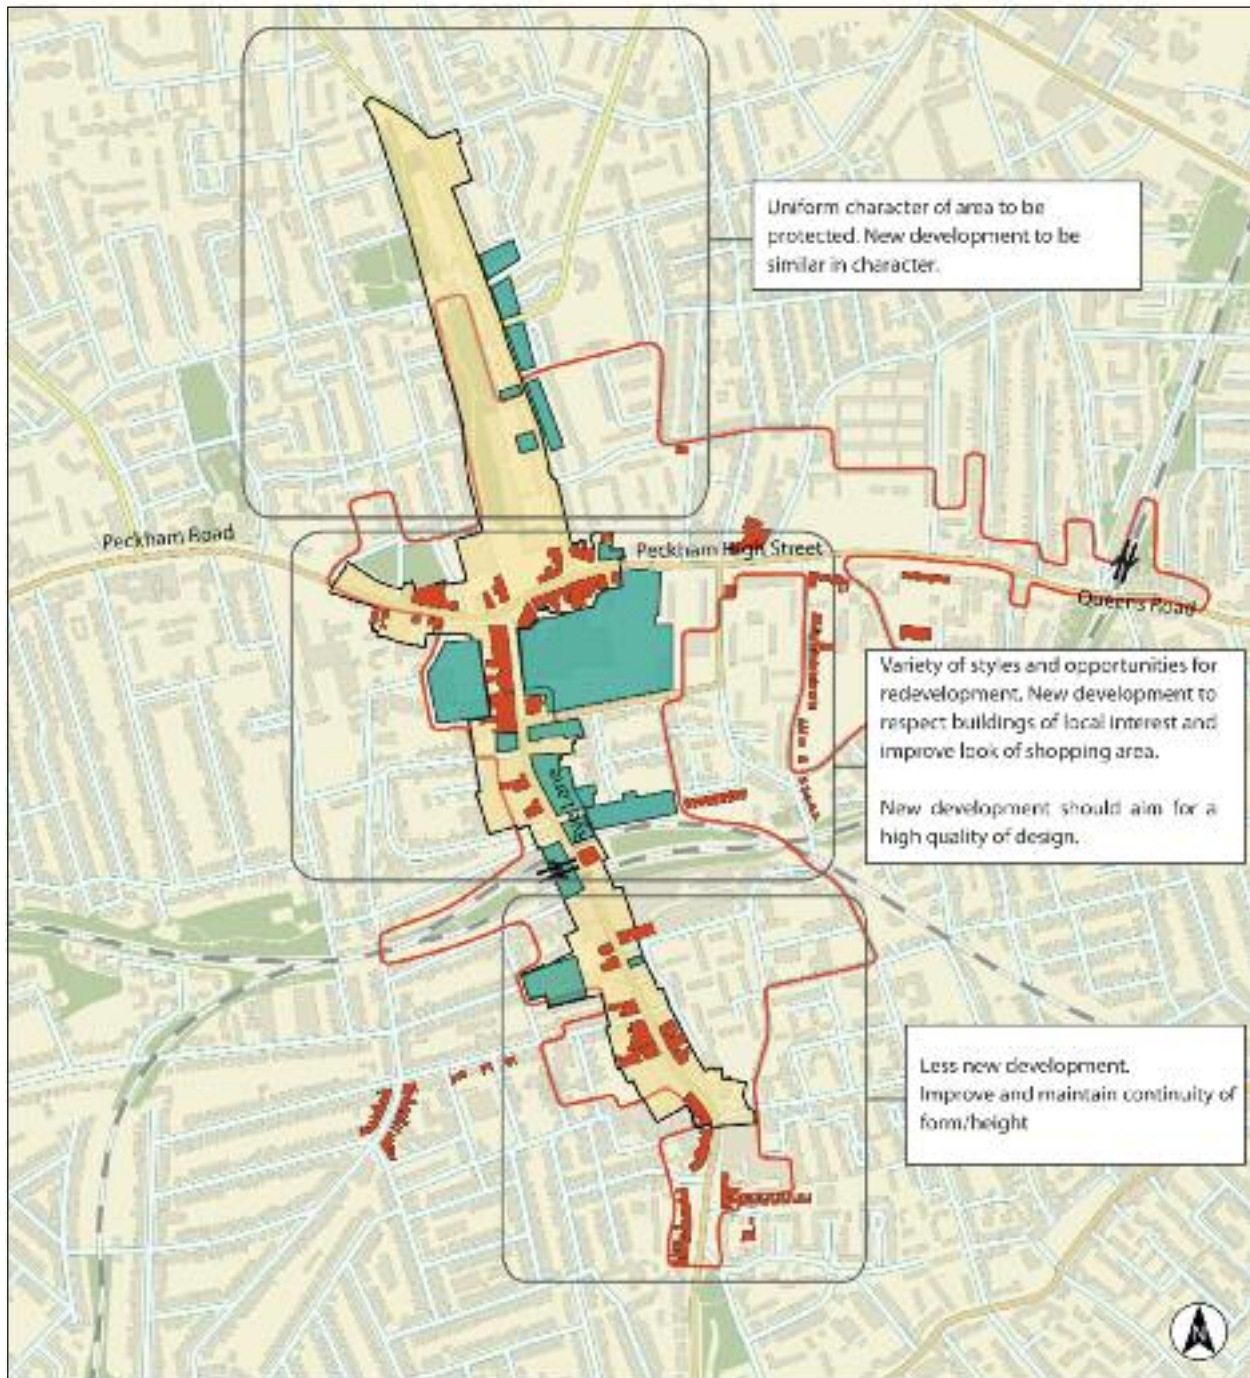 Uniform character of area to be
protected. New development to be
similar in character.
Peckham Road
Peckham High Street
Queens Road
Variety of styles and opportunities for
redevelopment. New development to
respect buildings of local interest and
improve look of shopping area.
New development should aim for a
high quality of design.
Rye Lane
Less new development.
Improve and maintain continuity of
form/height
N